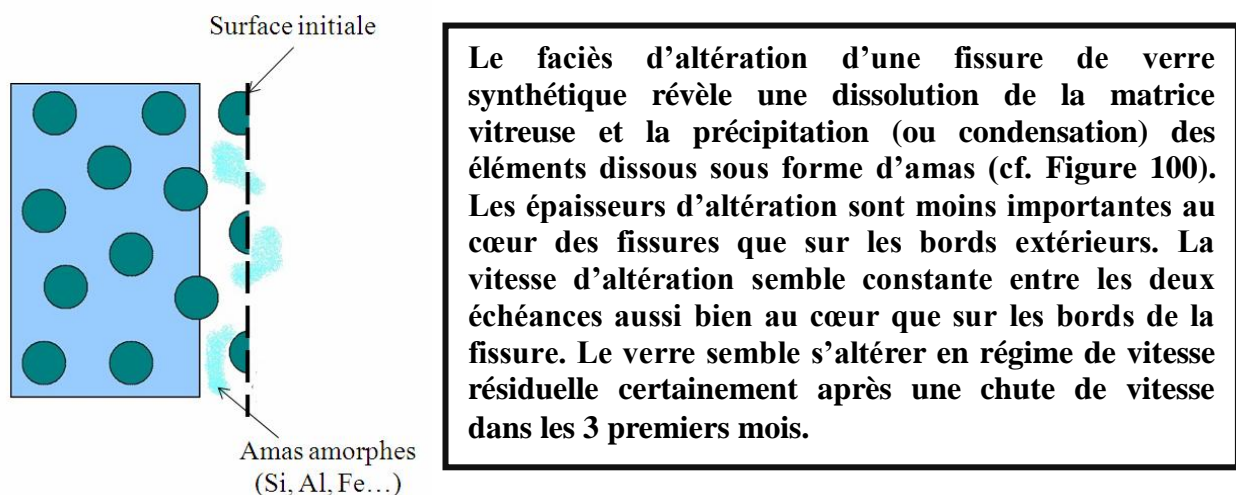 Surface initiale
Le faciès d'altération d'une fissure de verre
synthétique révèle une dissolution de la matrice
vitreuse et la précipitation (ou condensation) des
éléments dissous sous forme d'amas (cf. Figure 100).
Les épaisseurs d'altération sont moins importantes au
cœur des fissures que sur les bords extérieurs. La
vitesse d'altération semble constante entre les deux
échéances aussi bien au cœur que sur les bords de la
fissure. Le verre semble s'altérer en régime de vitesse
résiduelle certainement après une chute de vitesse
dans les 3 premiers mois.
Amas amorphes
(Si, Al, Fe…)